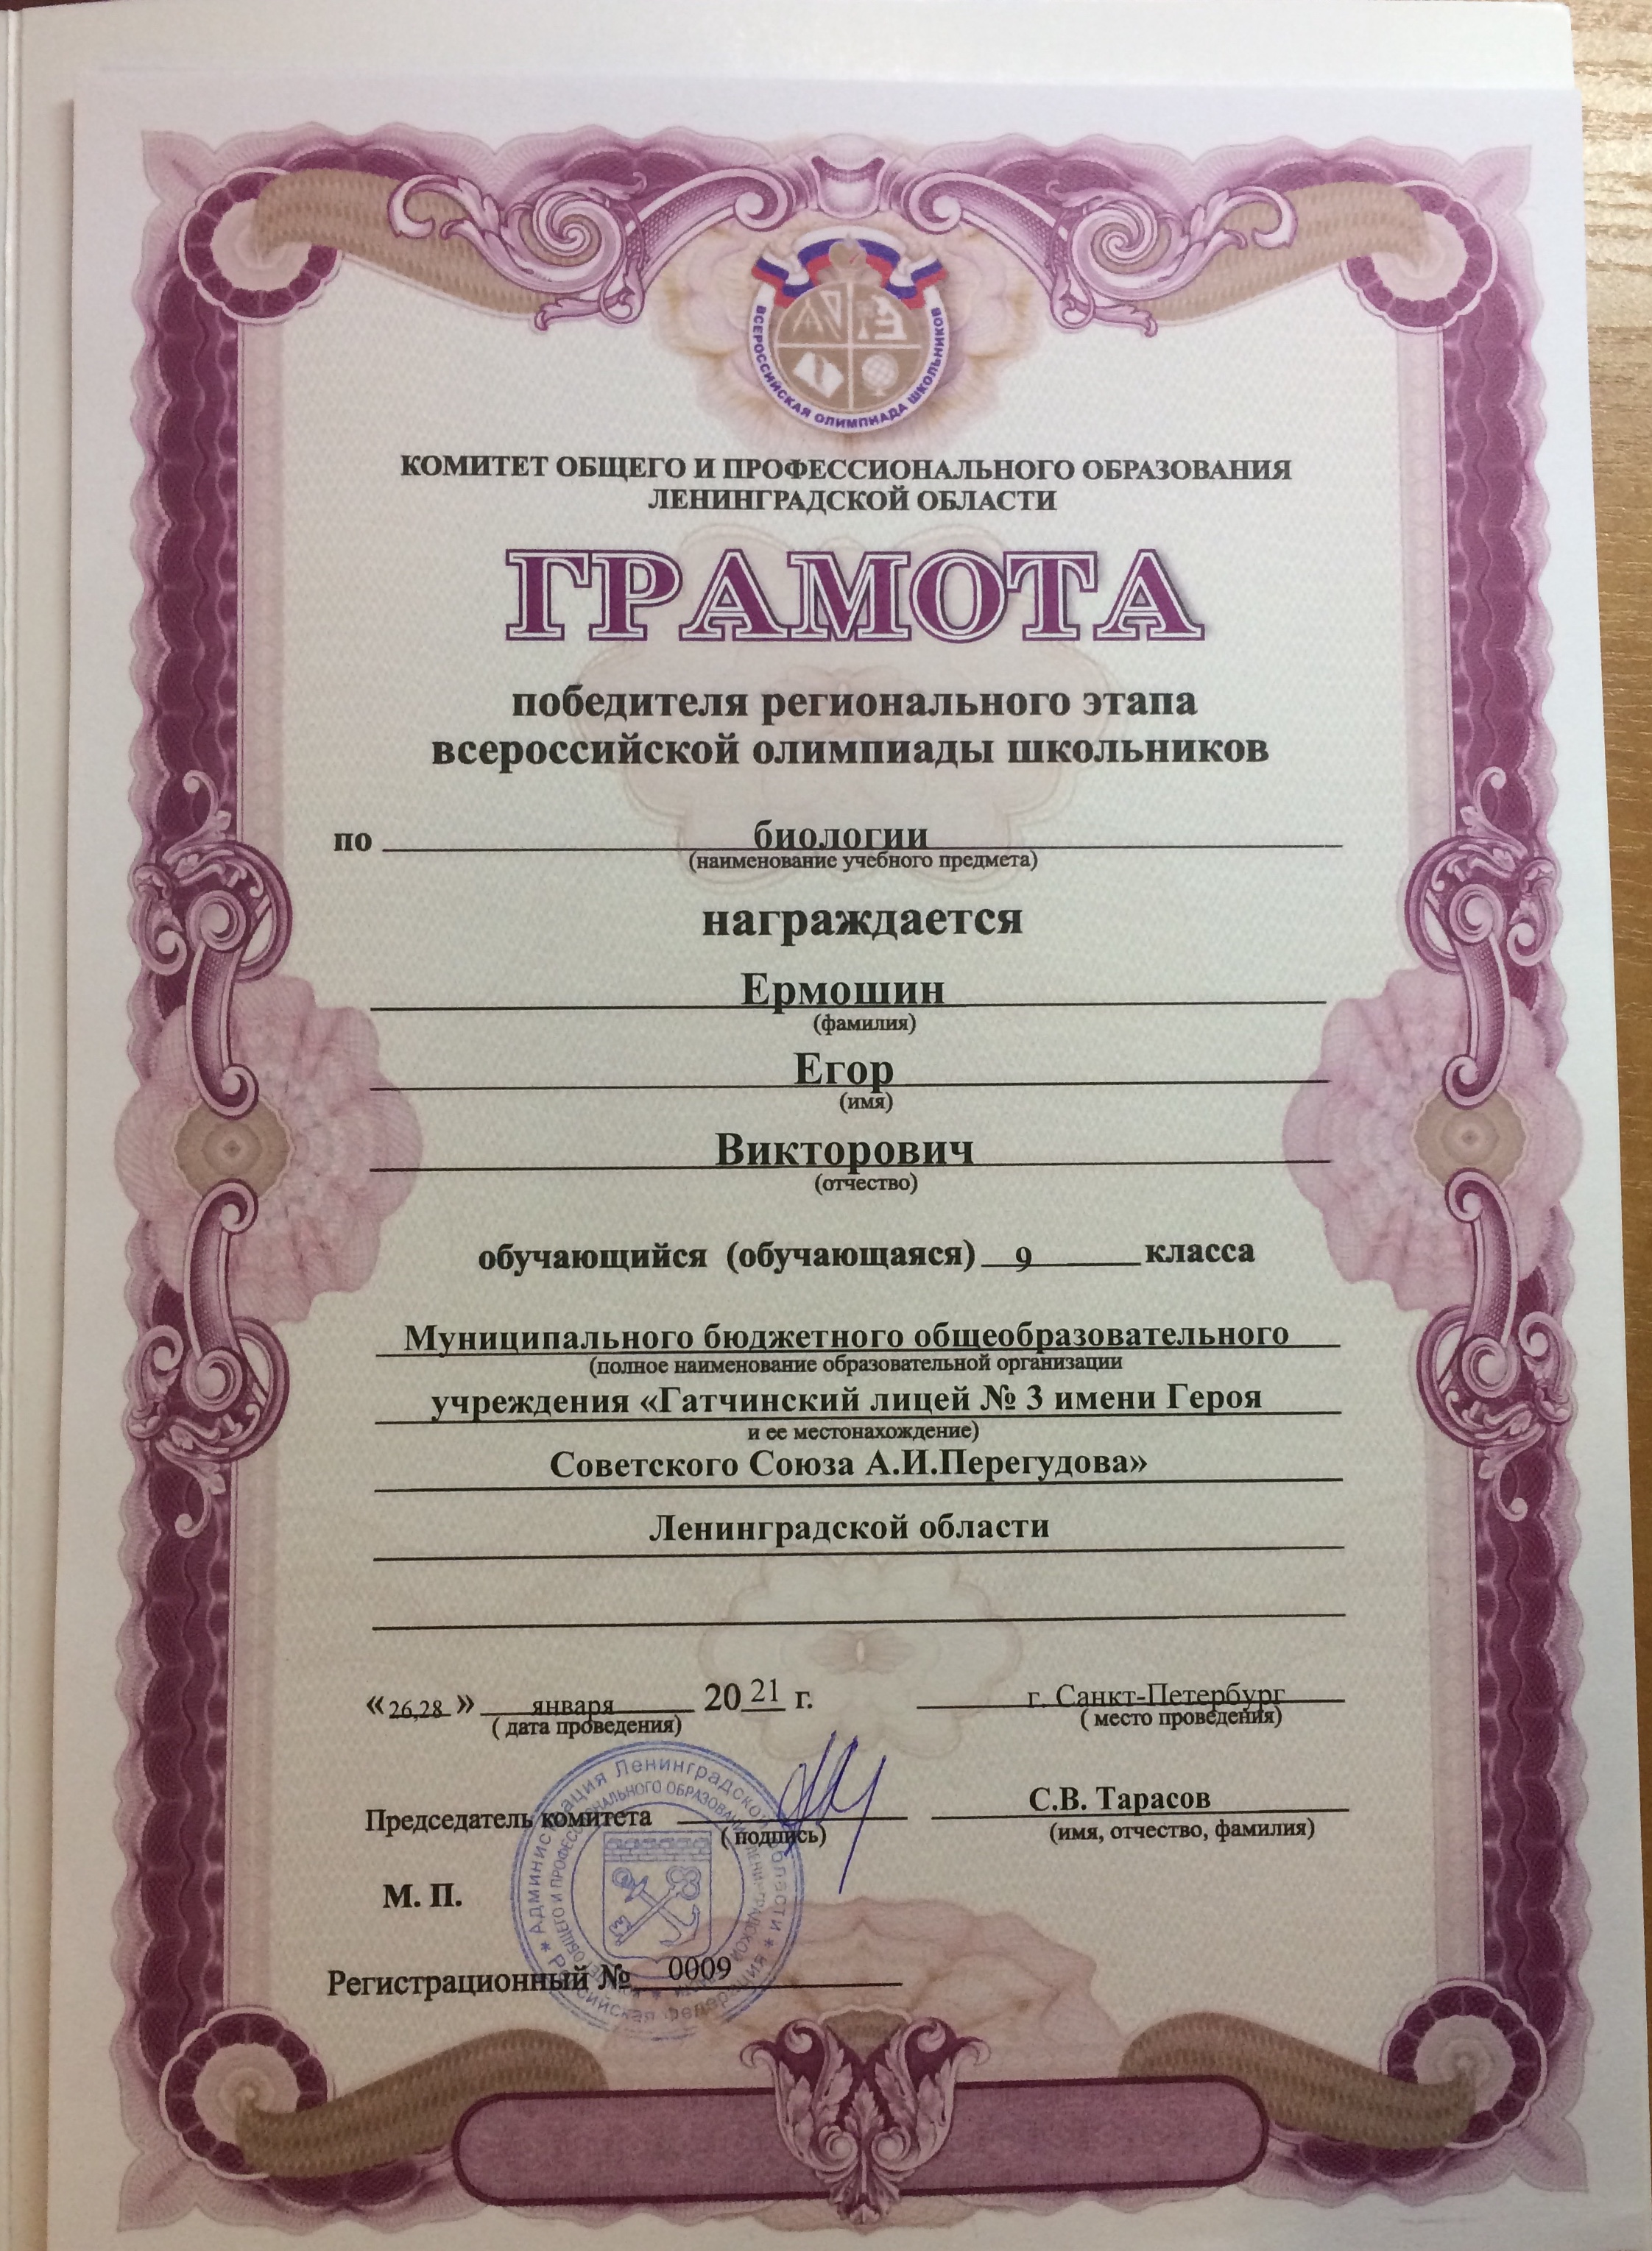 ВСЕРОССИЙСКАЯ ОЛИМПИАДА ШКОЛЬНИКОВ
КОМИТЕТ ОБЩЕГО И ПРОФЕССИОНАЛЬНОГО ОБРАЗОВАНИЯ
ЛЕНИНГРАДСКОЙ ОБЛАСТИ
ГРАМОТА
победителя регионального этапа
всероссийской олимпиады школьников
по биологии
(наименование учебного предмета)
награждается
Ермошин
(фамилия)
Егор
(имя)
Викторович
(отчество)
обучающийся (обучающаяся) 9 класса
Муниципального бюджетного общеобразовательного
(полное наименование образовательной организации
учреждения «Гатчинский лицей № 3 имени Героя
и ее местонахождение)
Советского Союза А.И.Перегудова»
Ленинградской области
«26,28» января 2021 г. г. Санкт-Петербург
( дата проведения) ( место проведения)
Председатель комитета С.В. Тарасов
( подпись) (имя, отчество, фамилия)
М. П.
Регистрационный № 0009
Администрация Ленинградской области * Российская Федерация *
ОБЩЕГО И ПРОФЕССИОНАЛЬНОГО ОБРАЗОВАНИЯ ЛЕНИНГРАДСКОЙ